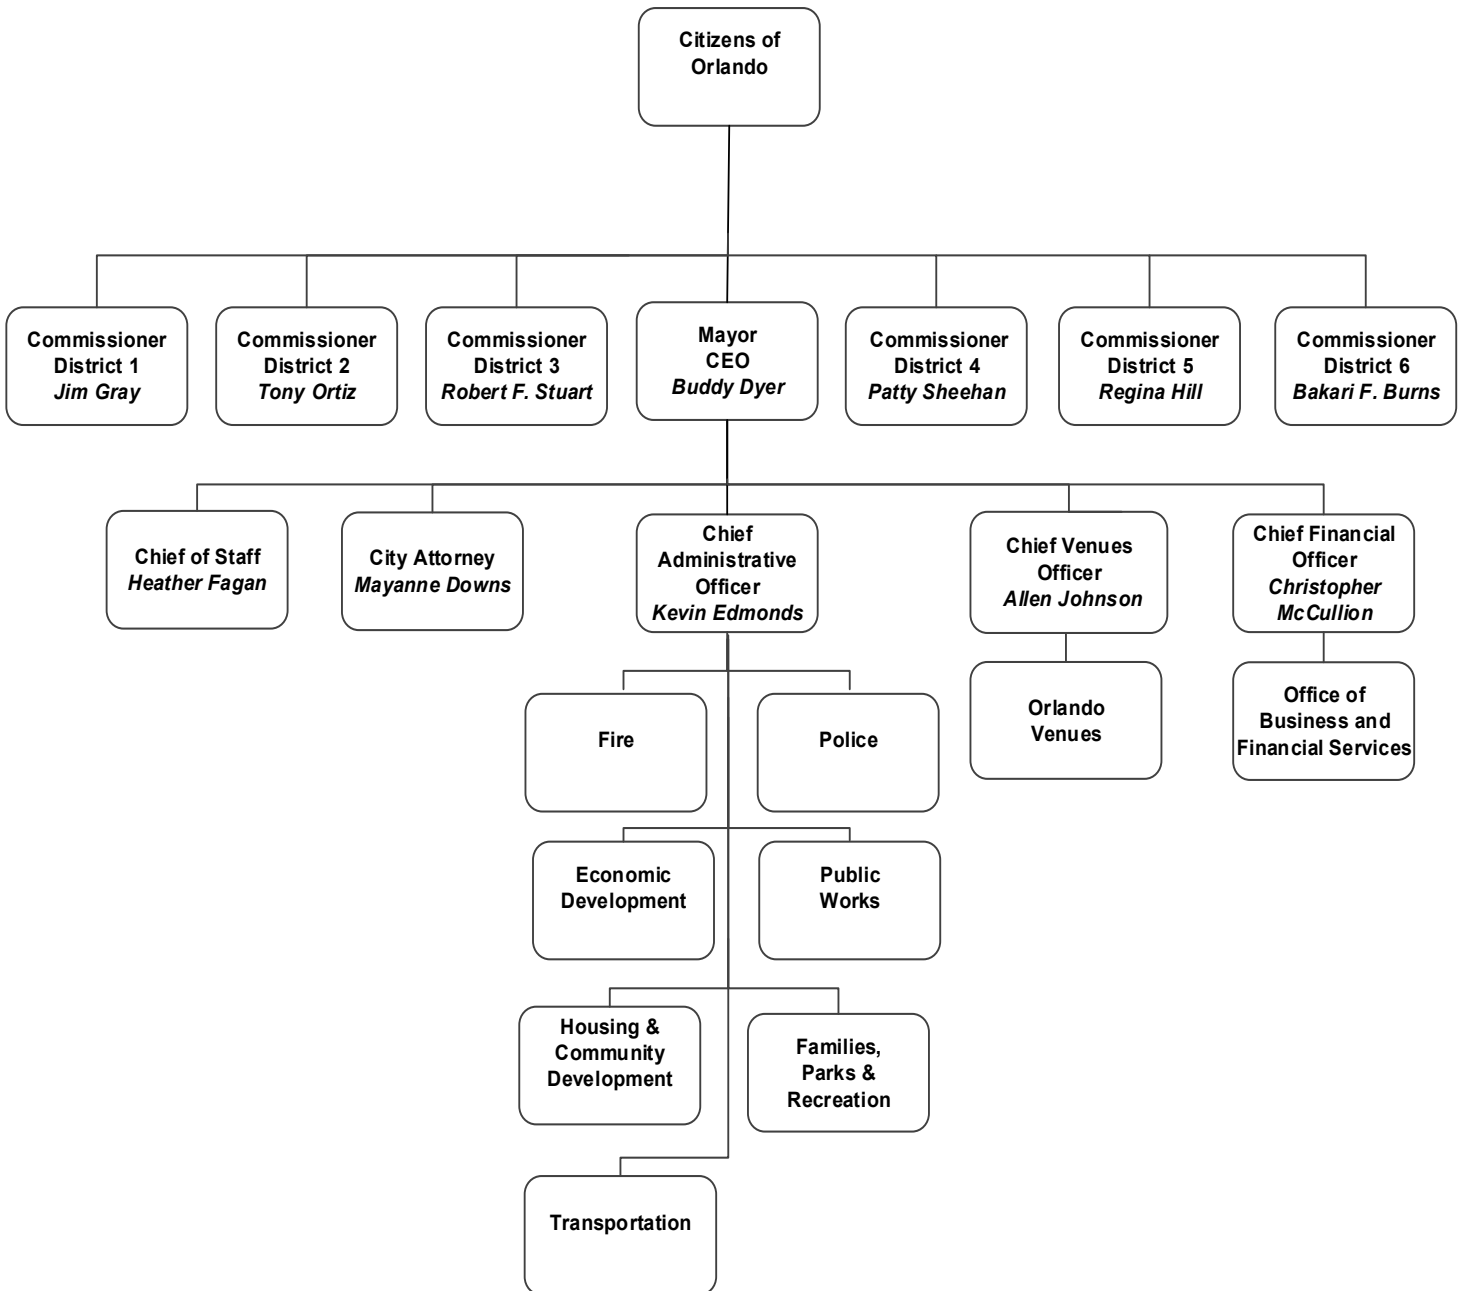 Citizens of
Orlando
Commissioner
District 1
Jim Gray
Commissioner
District 2
Tony Ortiz
Commissioner
District 3
Robert F. Stuart
Mayor
CEO
Buddy Dyer
Commissioner
District 4
Patty Sheehan
Commissioner
District 5
Regina Hill
Commissioner
District 6
Bakari F. Burns
Chief of Staff
Heather Fagan
City Attorney
Mayanne Downs
Chief
Administrative
Officer
Kevin Edmonds
Chief Venues
Officer
Allen Johnson
Chief Financial
Officer
Christopher
McCullion
Fire
Police
Orlando
Venues
Office of
Business and
Financial Services
Economic
Development
Public
Works
Housing &
Community
Development
Families,
Parks &
Recreation
Transportation